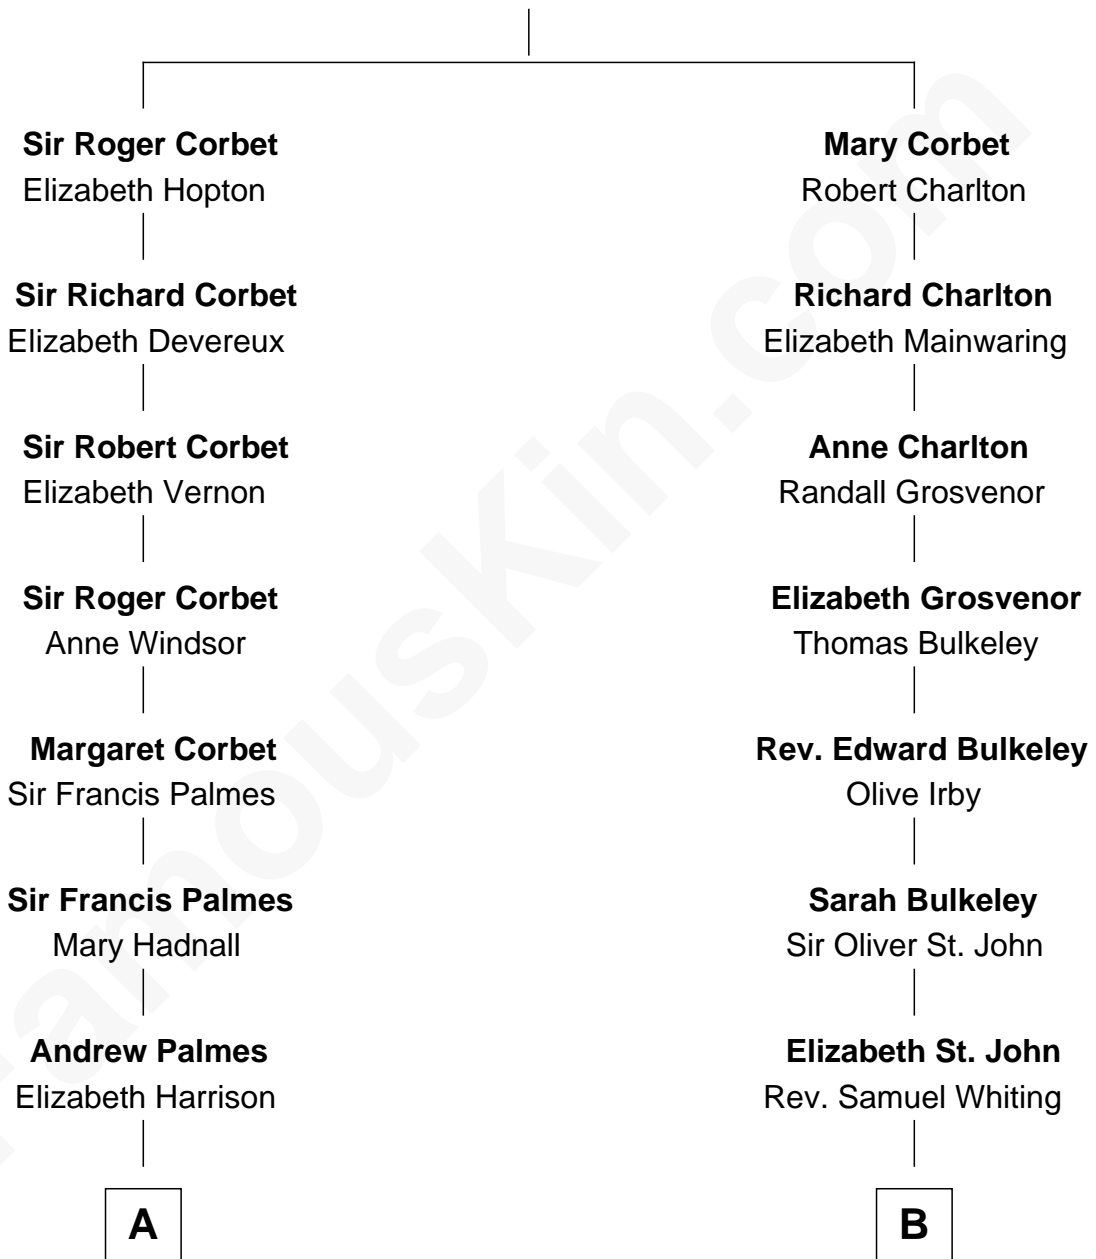 Sir Roger Corbet
Elizabeth Hopton
Sir Richard Corbet
Elizabeth Devereux
Sir Robert Corbet
Elizabeth Vernon
Sir Roger Corbet
Anne Windsor
Margaret Corbet
Sir Francis Palmes
Sir Francis Palmes
Mary Hadnall
Andrew Palmes
Elizabeth Harrison
A
Mary Corbet
Robert Charlton
Richard Charlton
Elizabeth Mainwaring
Anne Charlton
Randall Grosvenor
Elizabeth Grosvenor
Thomas Bulkeley
Rev. Edward Bulkeley
Olive Irby
Sarah Bulkeley
Sir Oliver St. John
Elizabeth St. John
Rev. Samuel Whiting
B
FamousKin.com